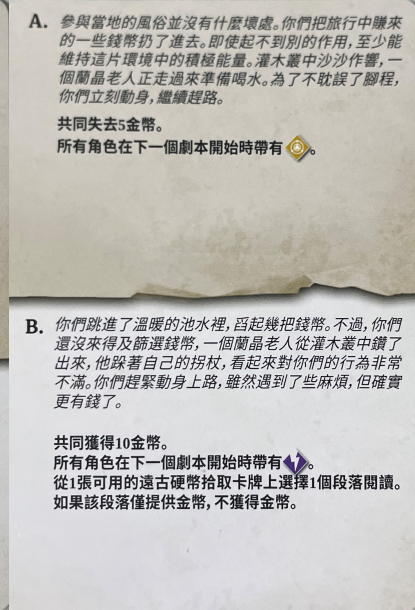 A. 參與當地的風俗並沒有什麼壞處。你們把旅行中賺來
的一些錢幣扔了進去。即使起不到別的作用，至少能
維持這片環境中的積極能量。灌木叢中沙沙作響，一
個蘭晶老人正走過來準備喝水。為了不耽誤了腳程，
你們立刻動身，繼續趕路。
共同失去5金幣。
所有角色在下一個劇本開始時帶有。
B. 你們跳進了溫暖的池水裡，舀起幾把錢幣。不過，你們
還沒來得及篩選錢幣，一個蘭晶老人從灌木叢中鑽了
出來，他跺著自己的拐杖，看起來對你們的行為非常
不滿。你們趕緊動身上路，雖然遇到了些麻煩，但確實
更有錢了。
共同獲得10金幣。
所有角色在下一個劇本開始時帶有。
從1張可用的遠古硬幣拾取卡牌上選擇1個段落閱讀。
如果該段落僅提供金幣，不獲得金幣。